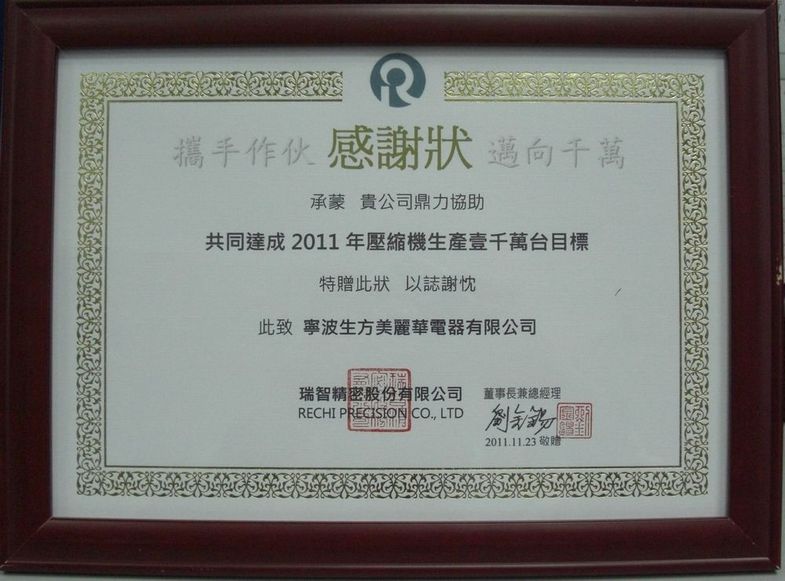 攜手作伙 感謝狀 邁向千萬
承蒙 貴公司鼎力協助
共同達成 2011 年壓縮機生產壹千萬台目標
特贈此狀 以誌謝忱
此致 寧波生方美麗華電器有限公司
瑞智精密股份有限公司
RECHI PRECISION CO., LTD
董事長兼總經理
劉金錫
2011.11.23 敬贈